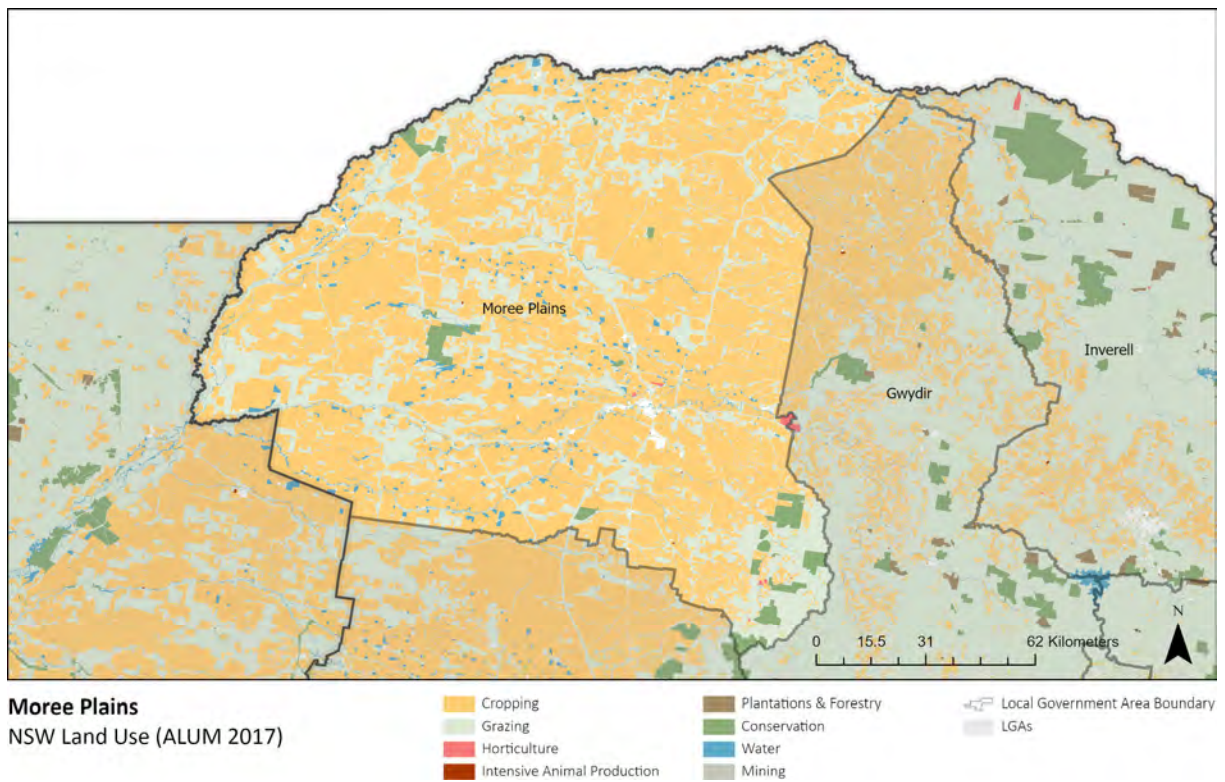 Moree Plains
Inverell
Gwydir
N
0 15.5 31 62 Kilometers
Moree Plains
NSW Land Use (ALUM 2017)
Cropping
Grazing
Horticulture
Intensive Animal Production
Plantations & Forestry
Conservation
Water
Mining
Local Government Area Boundary
LGAs